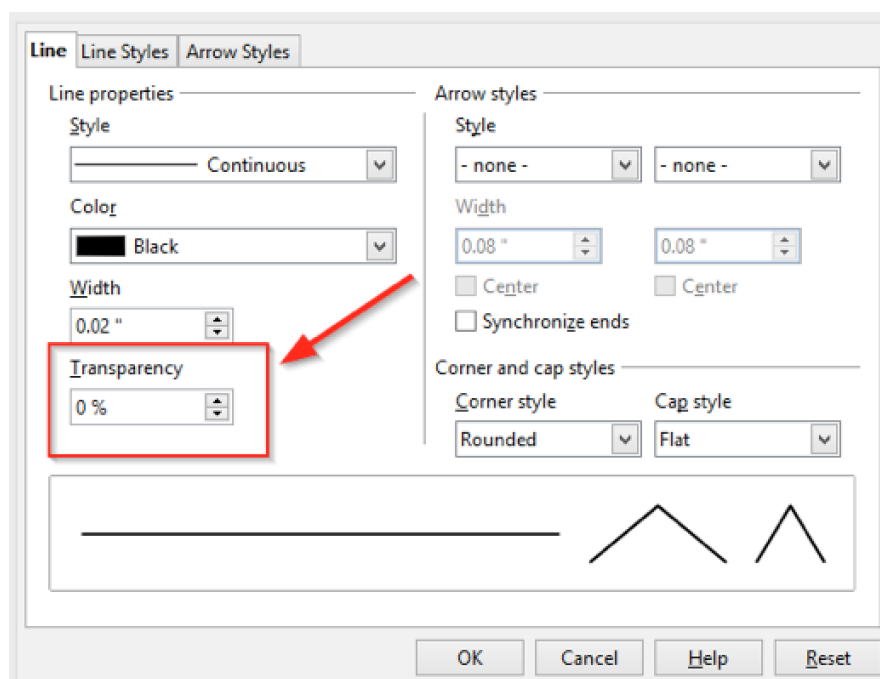 Line Line Styles Arrow Styles
Line properties
Style
Continuous
Color
Black
Width
0.02 "
Transparency
0 %
Arrow styles
Style
- none - - none -
Width
0.08 " 0.08 "
Center Center
Synchronize ends
Corner and cap styles
Corner style Cap style
Rounded Flat
OK Cancel Help Reset